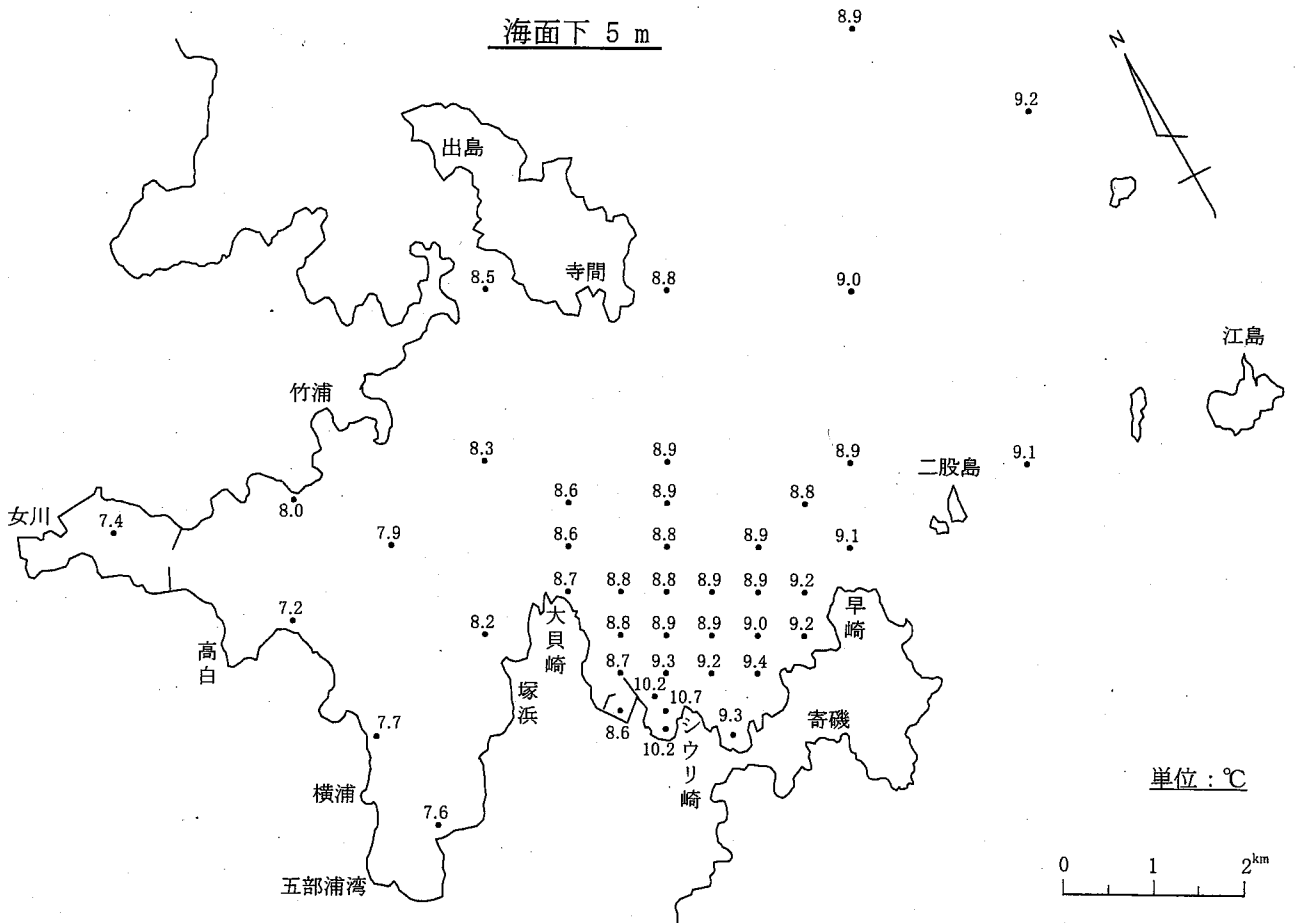 海面下 5 m
8.9
N
9.2
出島
寺間
8.5
8.8
9.0
江島
竹浦
8.3
8.9
8.9
二股島
9.1
8.6
8.9
8.8
女川
7.4
8.0
7.9
8.6
8.8
8.9
9.1
8.7
8.8
8.8
8.9
8.9
9.2
7.2
8.2
大貝崎
8.8
8.9
8.9
9.0
9.2
早崎
高白
塚浜
8.7
9.3
9.2
9.4
10.2
10.7
7.7
8.6
10.2
シウリ崎
9.3
寄磯
横浦
7.6
単位:℃
五部浦湾
0 1 2km